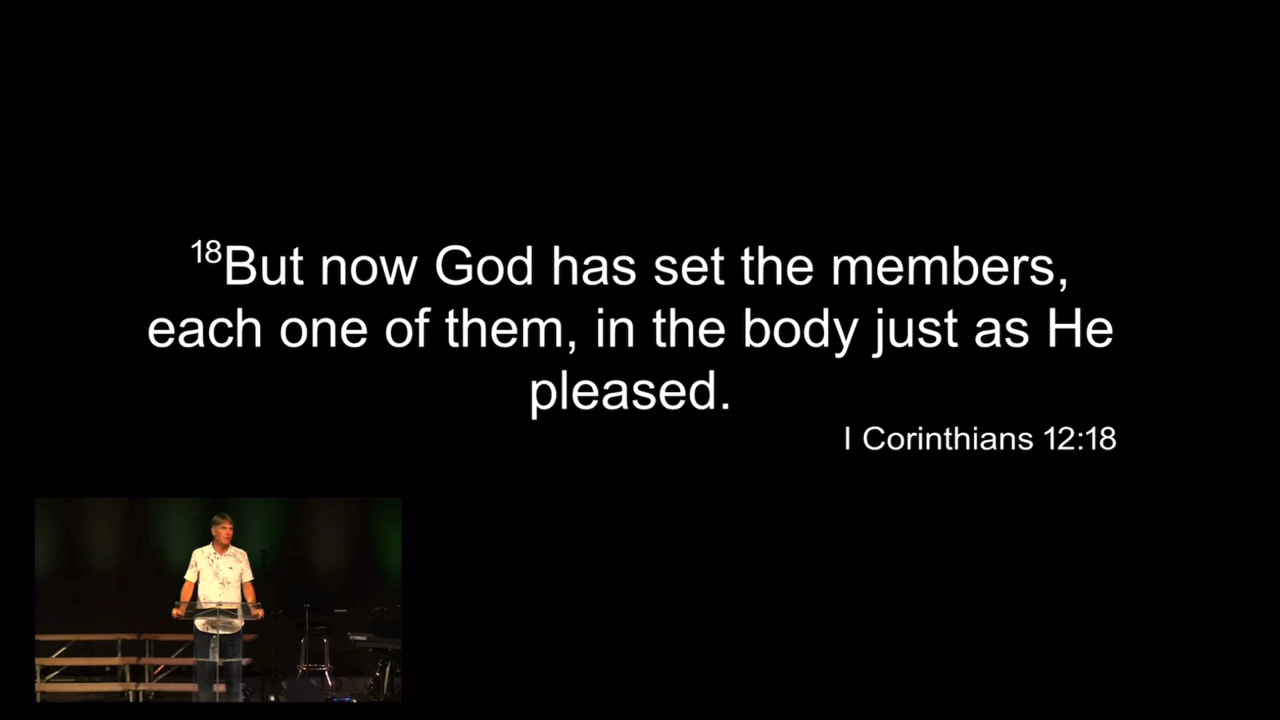 18But now God has set the members,
each one of them, in the body just as He
pleased.
I Corinthians 12:18